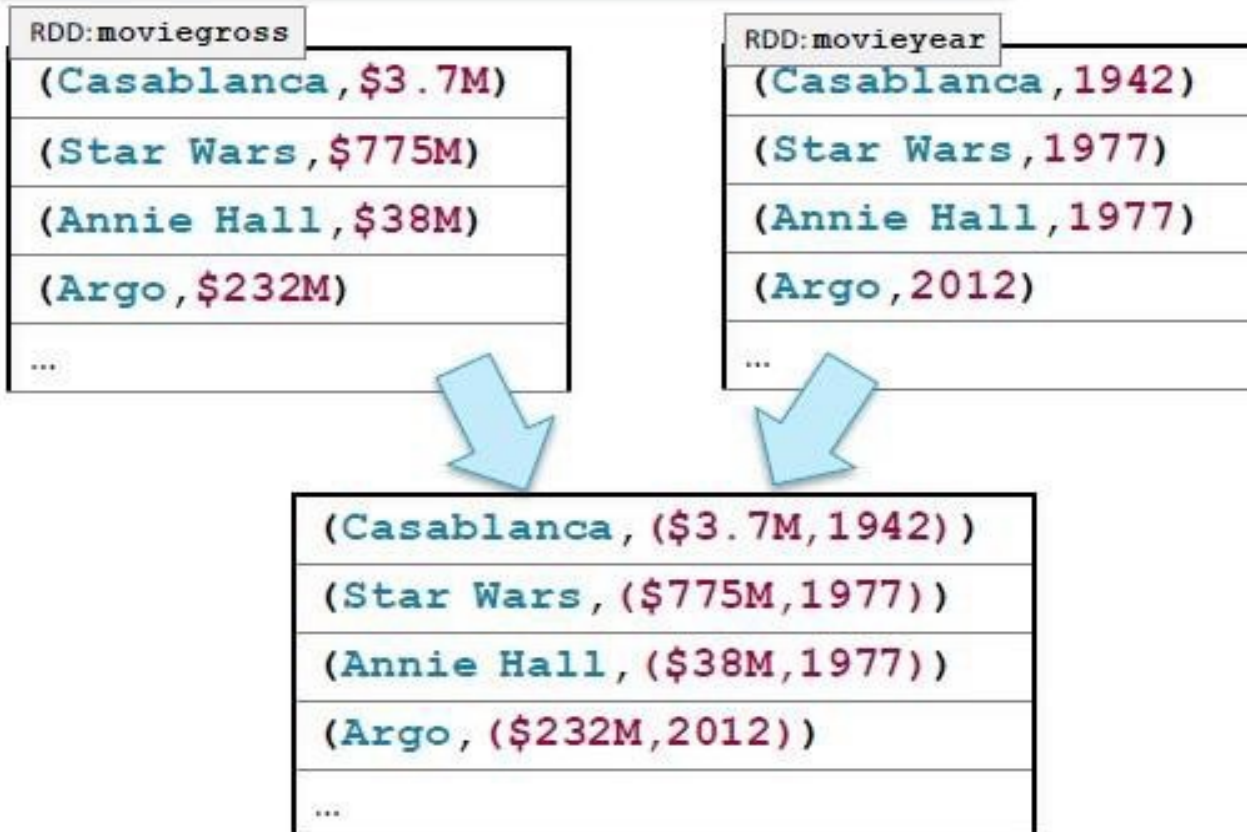 RDD:moviegross
(Casablanca,$3.7M)
(Star Wars,$775M)
(Annie Hall,$38M)
(Argo,$232M)
...
RDD:movieyear
(Casablanca,1942)
(Star Wars,1977)
(Annie Hall,1977)
(Argo,2012)
...
(Casablanca,($3.7M,1942))
(Star Wars,($775M,1977))
(Annie Hall,($38M,1977))
(Argo,($232M,2012))
...